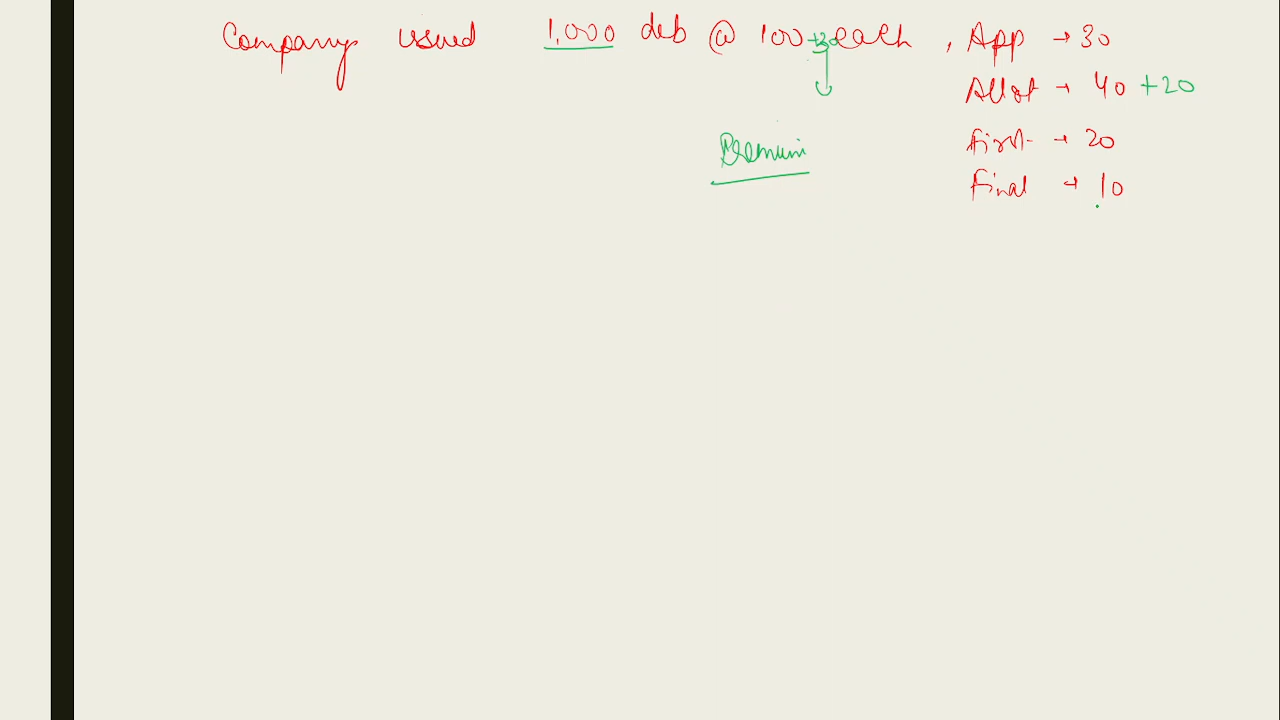 Company issued 1,000 deb @ 100 each , App → 30
Allot → 40 +20
Premium
First → 20
Final → 10